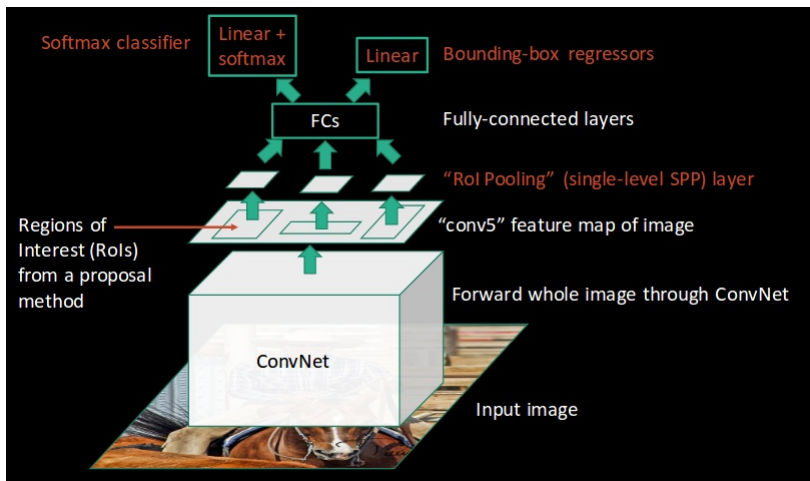 Softmax classifier
Linear +
softmax
Linear
Bounding-box regressors
FCs
Fully-connected layers
"RoI Pooling" (single-level SPP) layer
Regions of
Interest (RoIs)
from a proposal
method
"conv5" feature map of image
Forward whole image through ConvNet
ConvNet
Input image